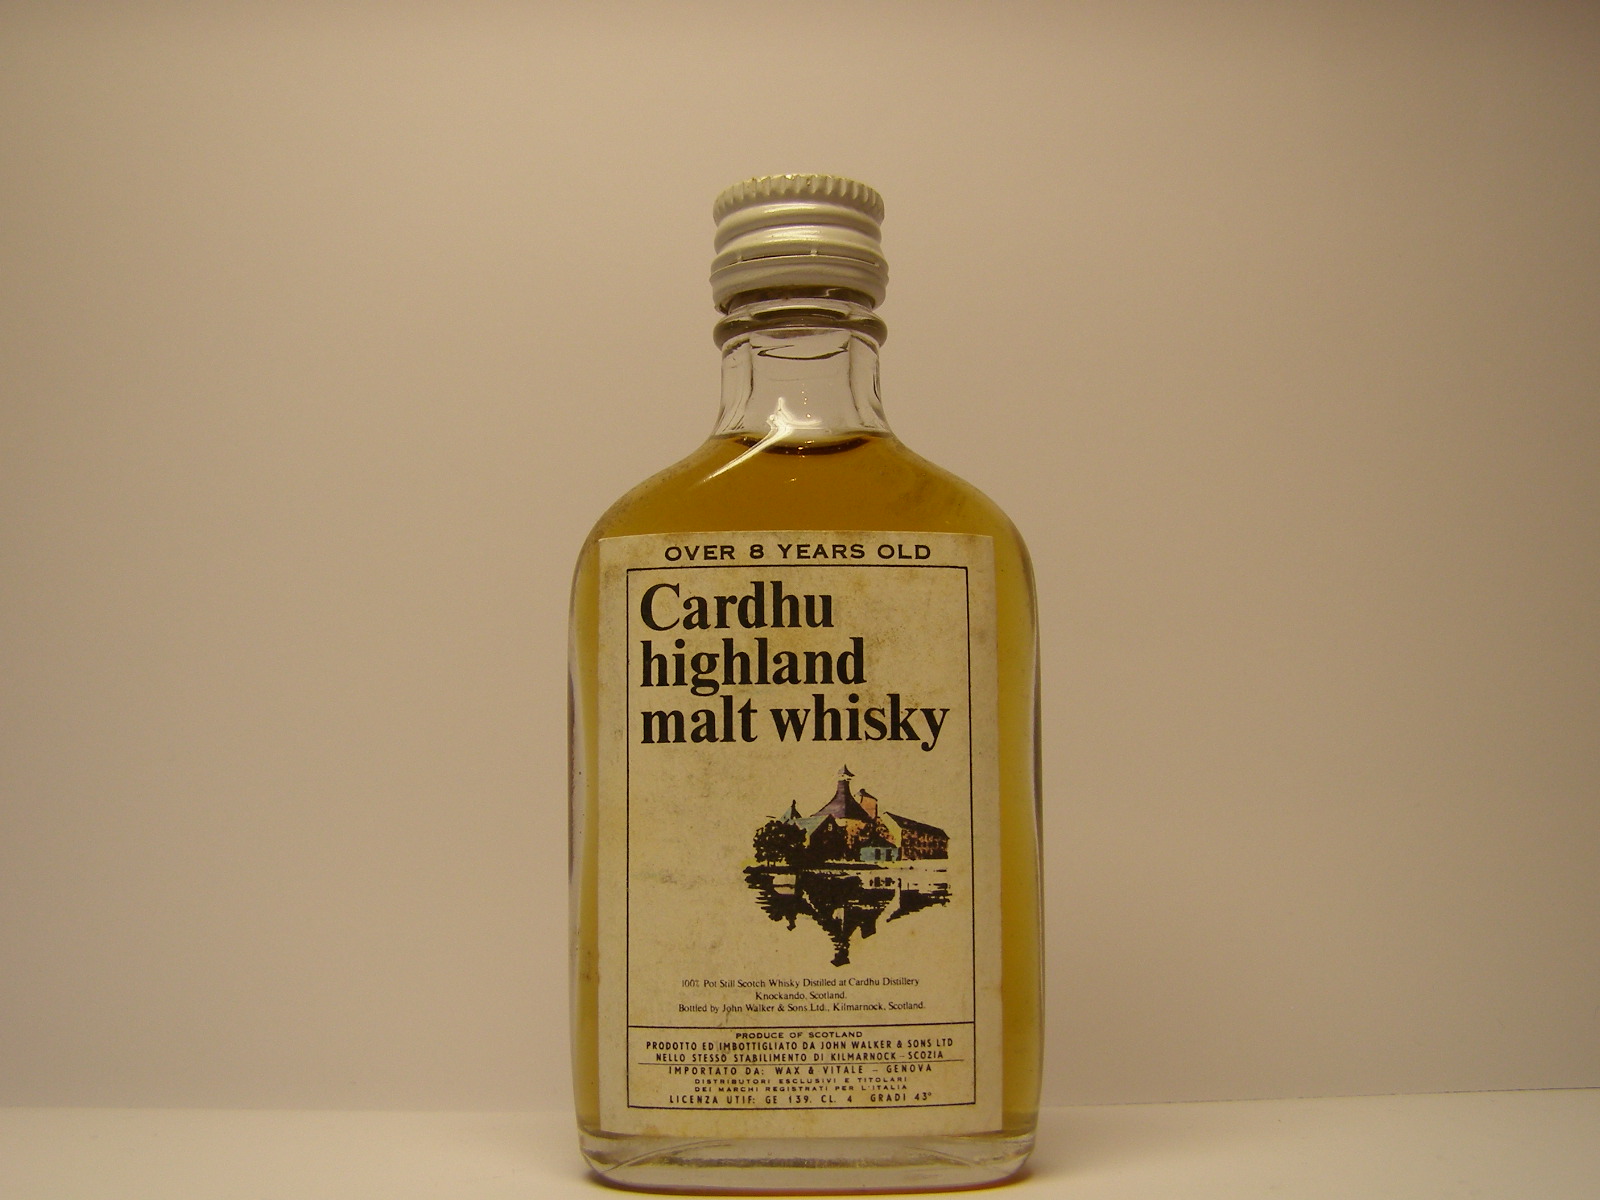 OVER 8 YEARS OLD
Cardhu
highland
malt whisky
100% Pot Still Scotch Whisky Distilled at Cardhu Distillery
Knockando, Scotland.
Bottled by John Walker & Sons Ltd., Kilmarnock, Scotland.
PRODUCE OF SCOTLAND
PRODOTTO ED IMBOTTIGLIATO DA JOHN WALKER & SONS LTD
NELLO STESSO STABILIMENTO DI KILMARNOCK - SCOZIA
IMPORTATO DA: WAX & VITALE - GENOVA
DISTRIBUTORI ESCLUSIVI E TITOLARI
DEI MARCHI REGISTRATI PER L'ITALIA
LICENZA UTIF: GE 139. CL. 4 GRADI 43°